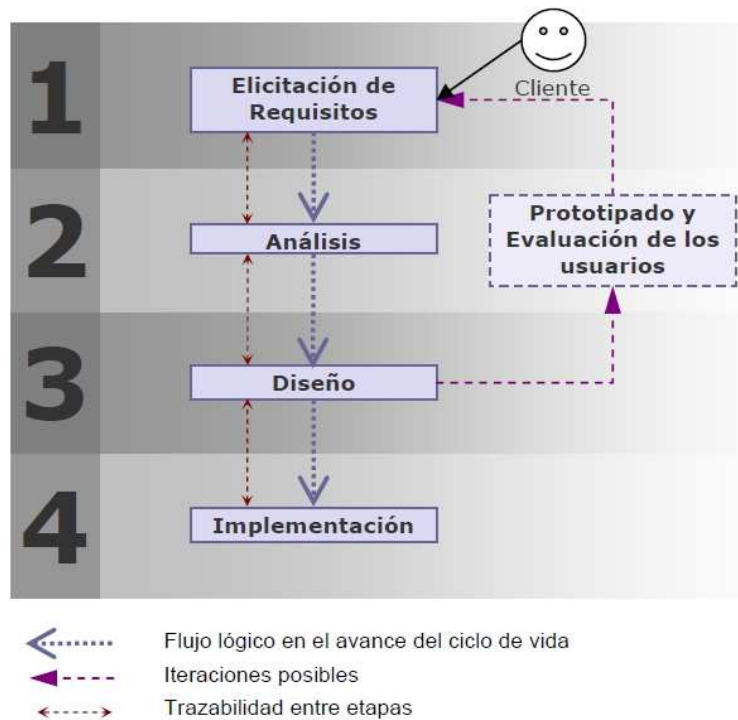 1
Elicitación de
Requisitos
Cliente
2
Análisis
Prototipado y
Evaluación de los
usuarios
3
Diseño
4
Implementación
Flujo lógico en el avance del ciclo de vida
Iteraciones posibles
Trazabilidad entre etapas